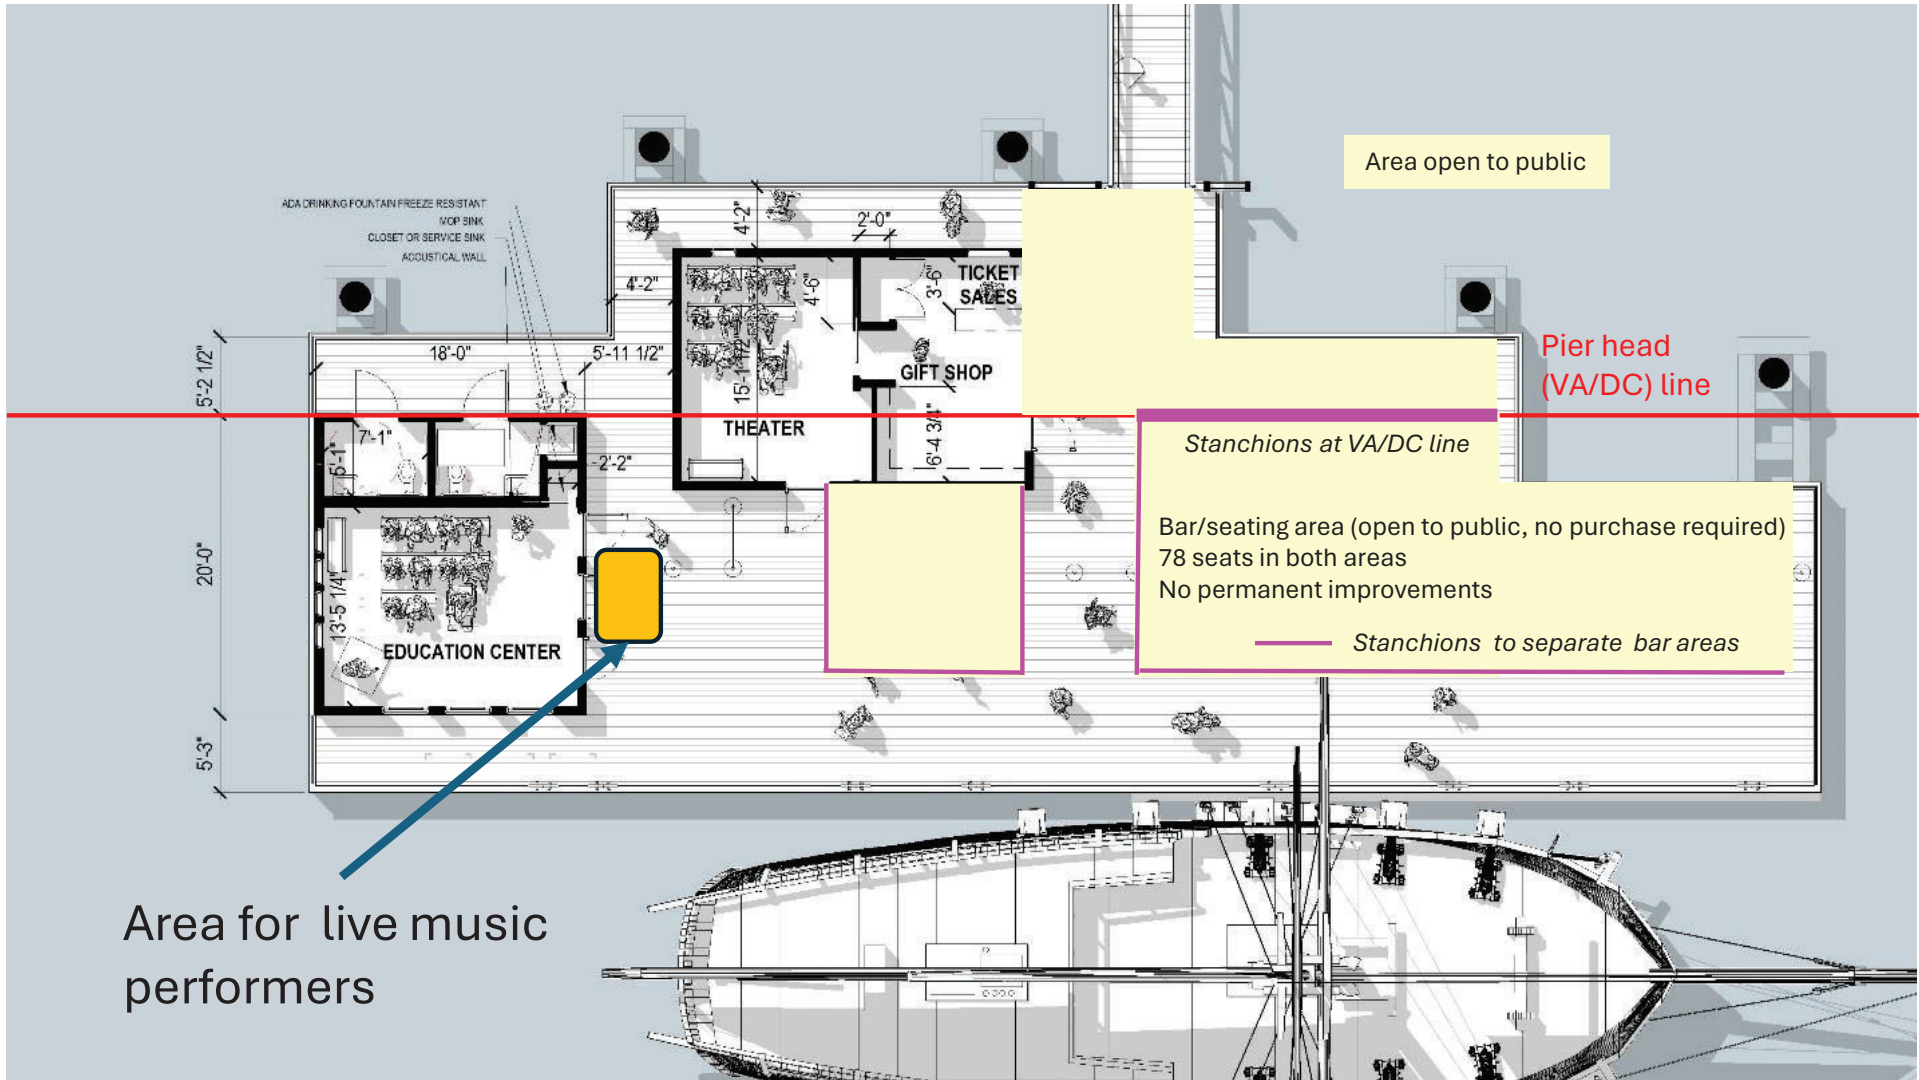 Area open to public
ADA DRINKING FOUNTAIN FREEZE RESISTANT
MOP SINK
CLOSET OR SERVICE SINK
ACOUSTICAL WALL
4'-2"
2'-0"
TICKET
SALES
3'-6"
4'-6"
4'-2"
5'-2 1/2"
18'-0"
5'-11 1/2"
15'-1 1/2"
GIFT SHOP
Pier head
(VA/DC) line
THEATER
6'-4 3/4"
7'-1"
5'-1"
2'-2"
Stanchions at VA/DC line
Bar/seating area (open to public, no purchase required)
78 seats in both areas
No permanent improvements
Stanchions to separate bar areas
20'-0"
13'-5 1/4"
EDUCATION CENTER
5'-3"
Area for live music
performers